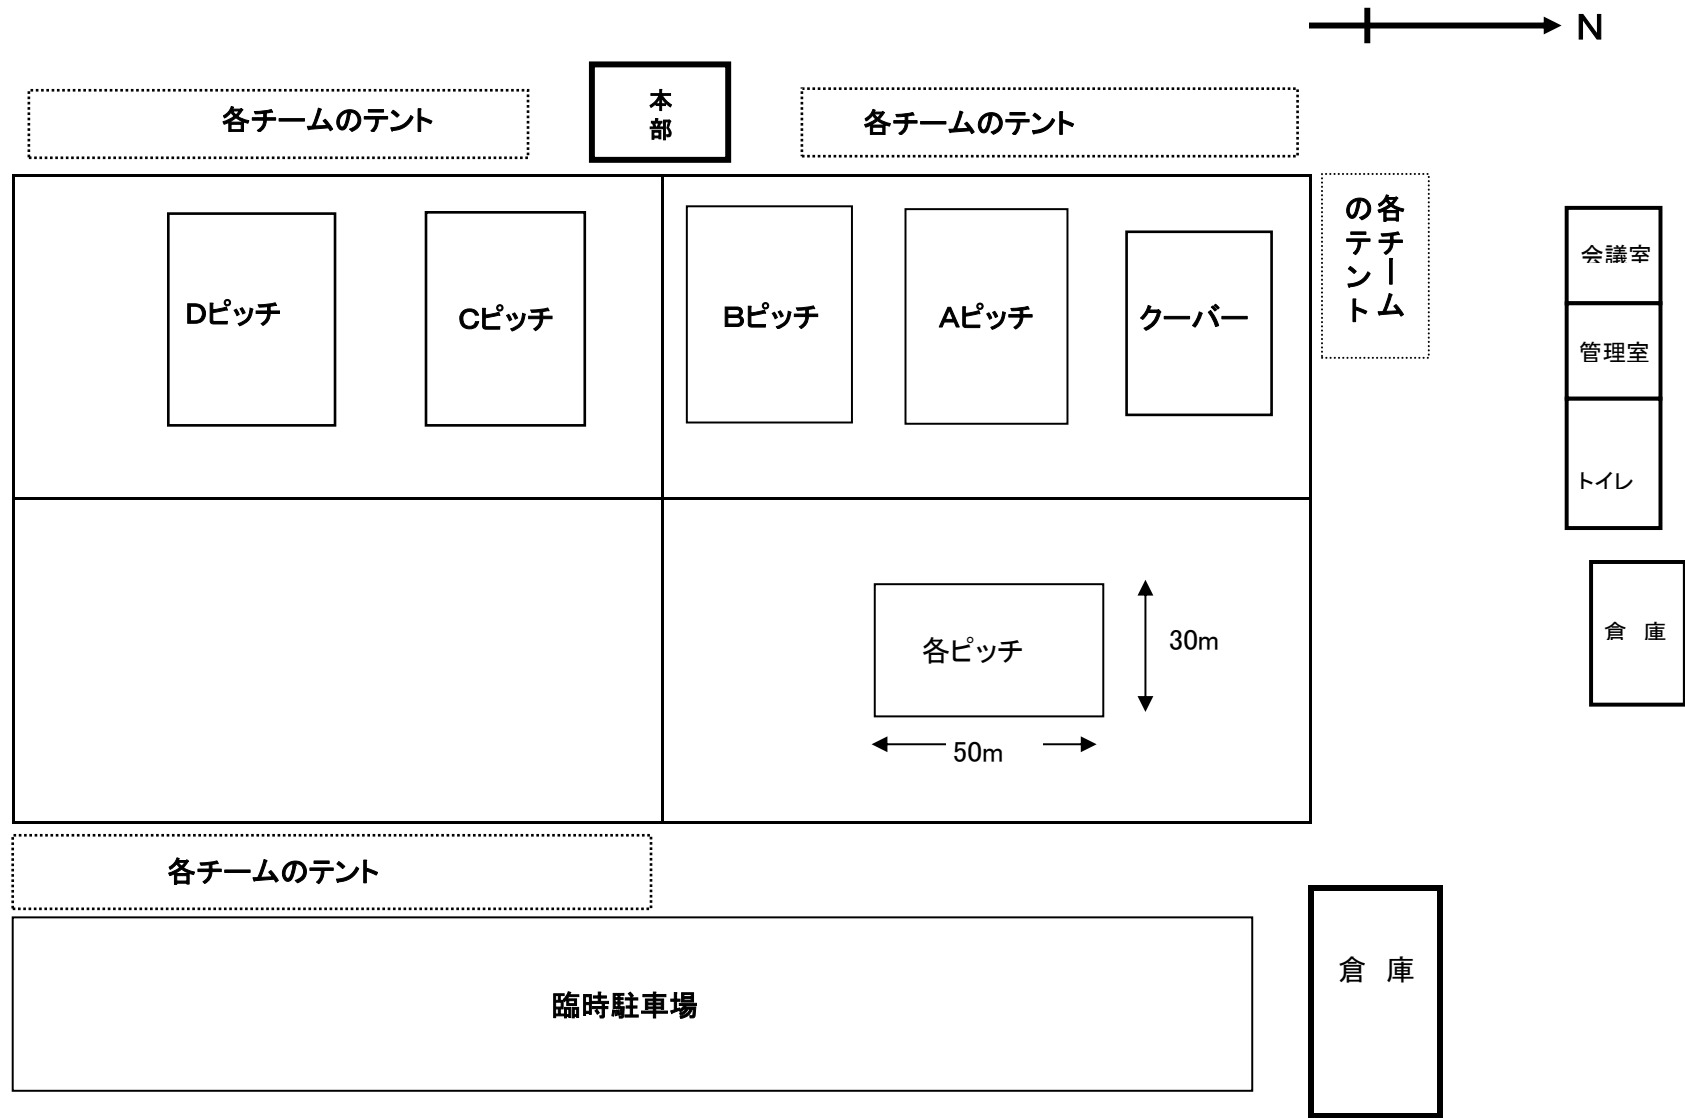 N
各チームのテント
本
部
各チームのテント
各チーム
のテント
会議室
管理室
トイレ
Dピッチ
Cピッチ
Bピッチ
Aピッチ
クーバー
各ピッチ
30m
50m
倉 庫
各チームのテント
臨時駐車場
倉 庫